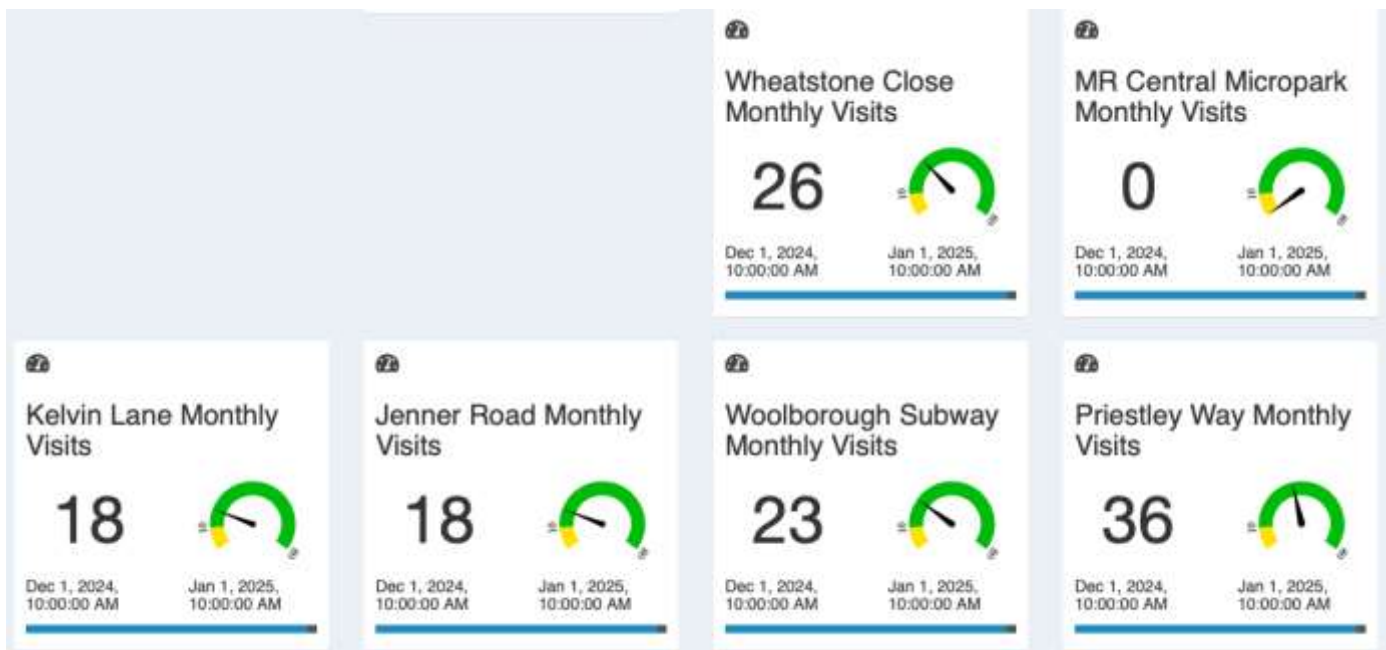 Wheatstone Close
Monthly Visits
26
10
Dec 1, 2024,
10:00:00 AM
Jan 1, 2025,
10:00:00 AM
MR Central Micropark
Monthly Visits
0
10
Dec 1, 2024,
10:00:00 AM
Jan 1, 2025,
10:00:00 AM
Kelvin Lane Monthly
Visits
18
10
Dec 1, 2024,
10:00:00 AM
Jan 1, 2025,
10:00:00 AM
Jenner Road Monthly
Visits
18
10
Dec 1, 2024,
10:00:00 AM
Jan 1, 2025,
10:00:00 AM
Woolborough Subway
Monthly Visits
23
10
Dec 1, 2024,
10:00:00 AM
Jan 1, 2025,
10:00:00 AM
Priestley Way Monthly
Visits
36
10
Dec 1, 2024,
10:00:00 AM
Jan 1, 2025,
10:00:00 AM